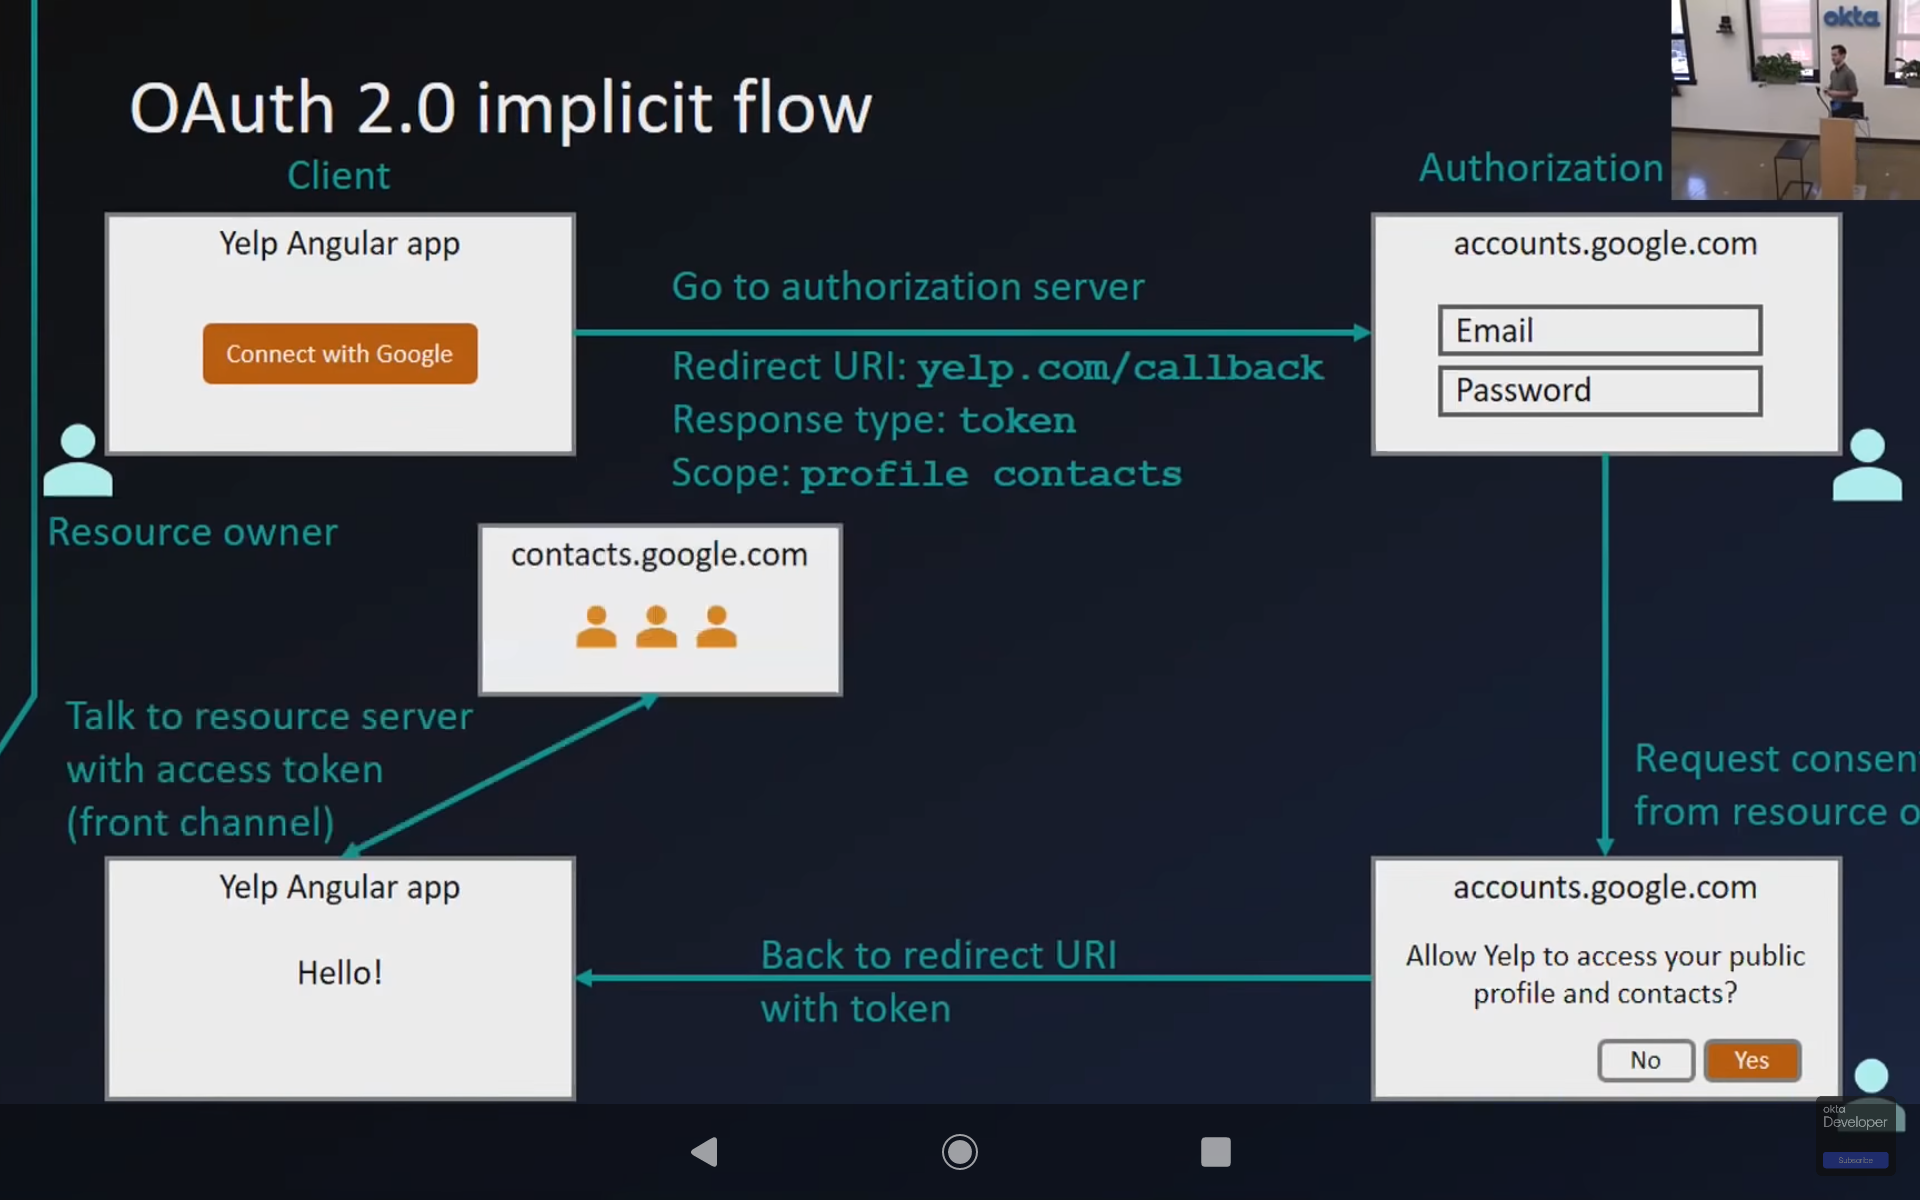 okta
OAuth 2.0 implicit flow
Client
Authorization
Yelp Angular app
Connect with Google
Go to authorization server
Redirect URI: yelp.com/callback
Response type: token
Scope: profile contacts
accounts.google.com
Email
Password
Resource owner
contacts.google.com
Talk to resource server
with access token
(front channel)
Request consen
from resource o
Yelp Angular app
Hello!
Back to redirect URI
with token
accounts.google.com
Allow Yelp to access your public
profile and contacts?
No
Yes
okta
Developer
Subscribe